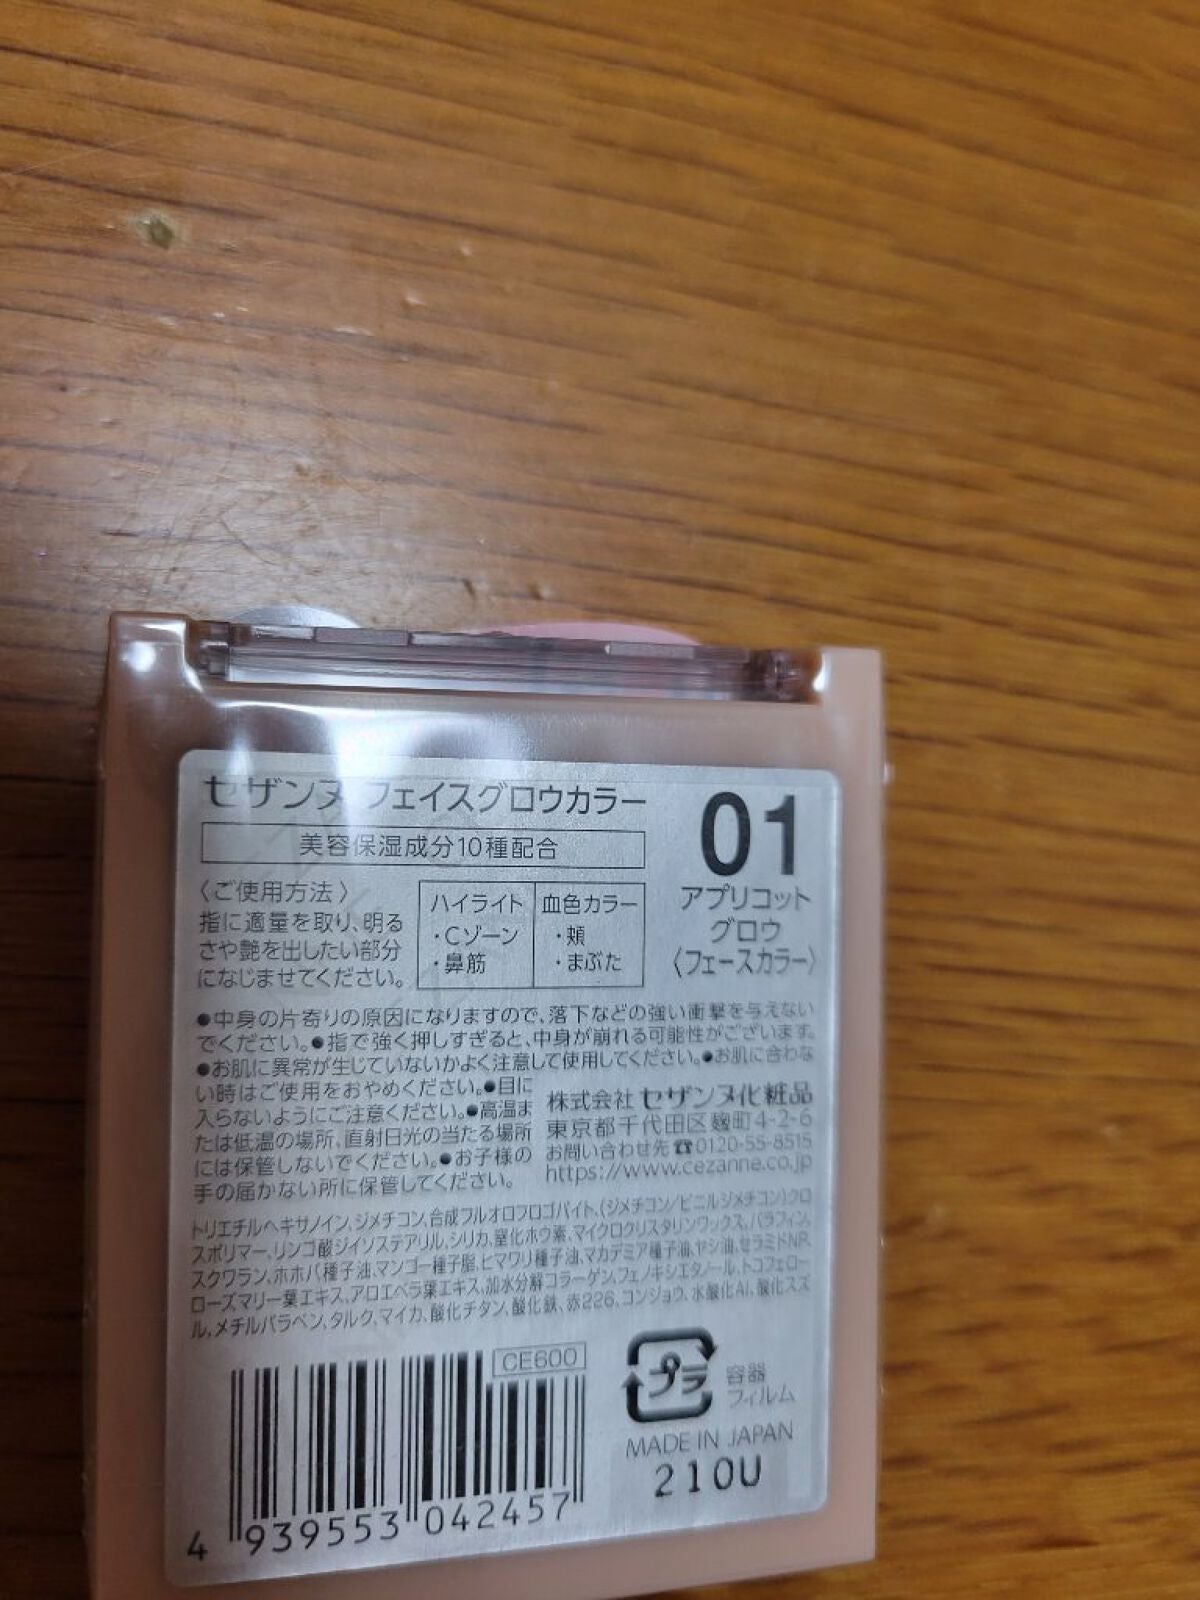 セザンヌ フェイスグロウカラー
美容保湿成分10種配合
01
アプリコット
グロウ
〈フェースカラー〉
〈ご使用方法〉
指に適量を取り、明る
さや艶を出したい部分
になじませてください。
ハイライト
・Cゾーン
・鼻筋
血色カラー
・頬
・まぶた
●中身の片寄りの原因になりますので、落下などの強い衝撃を与えない
でください。●指で強く押しすぎると、中身が崩れる可能性がございます。
●お肌に異常が生じていないかよく注意して使用してください。●お肌に合わな
い時はご使用をおやめください。●目に
入らないようにご注意ください。●高温ま
たは低温の場所、直射日光の当たる場所
には保管しないでください。●お子様の
手の届かない所に保管してください。
株式会社 セザンヌ化粧品
東京都千代田区麹町4-2-6
お問い合わせ先☎0120-55-8515
https://www.cezanne.co.jp
トリエチルヘキサノイン、ジメチコン、合成フルオロフロゴパイト、(ジメチコン/ビニルジメチコン)クロ
スポリマー、リンゴ酸ジイソステアリル、シリカ、窒化ホウ素、マイクロクリスタリンワックス、パラフィン、
スクワラン、ホホバ種子油、マンゴー種子脂、ヒマワリ種子油、マカデミア種子油、ヤシ油、セラミドNP、
ローズマリー葉エキス、アロエベラ葉エキス、加水分解コラーゲン、フェノキシエタノール、トコフェロー
ル、メチルパラベン、タルク、マイカ、酸化チタン、酸化鉄、赤226、コンジョウ、水酸化Al、酸化スズ
CE600
4 939553 042457
プラ
容器
フィルム
MADE IN JAPAN
210U